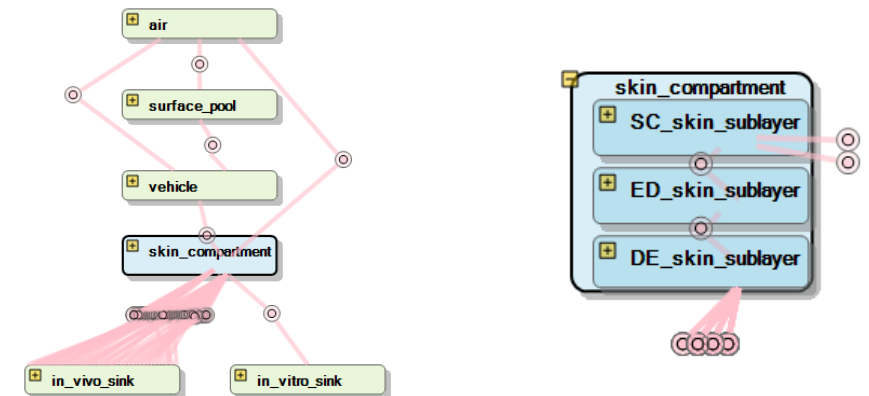 air
surface_pool
vehicle
skin_compartment
in_vivo_sink
in_vitro_sink
skin_compartment
SC_skin_sublayer
ED_skin_sublayer
DE_skin_sublayer